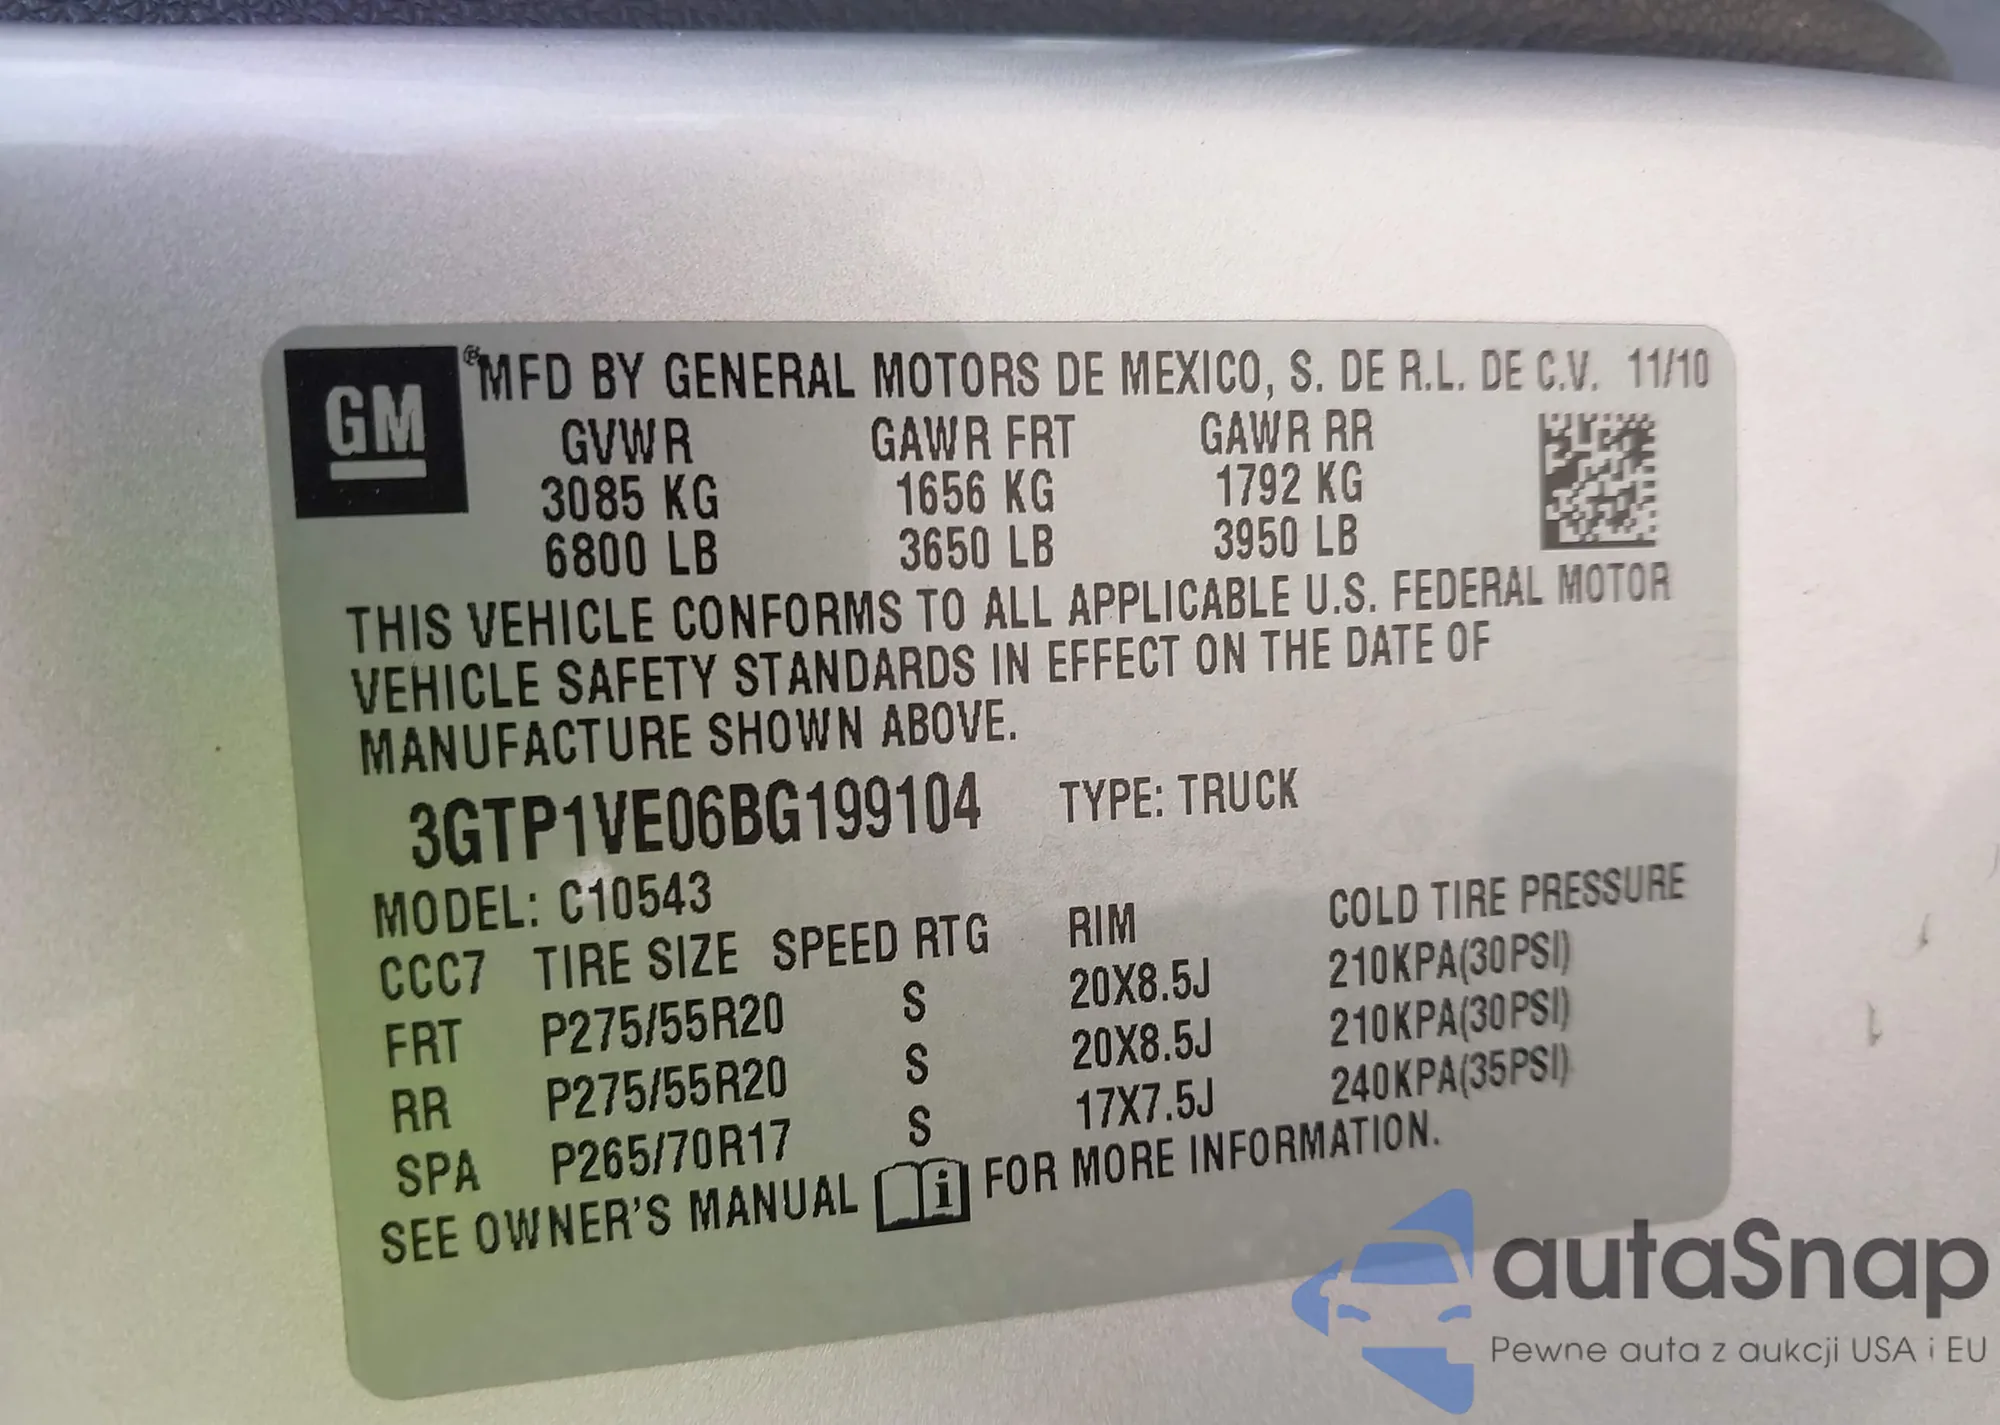 GM ® MFD BY GENERAL MOTORS DE MEXICO, S. DE R.L. DE C.V. 11/10
GVWR GAWR FRT GAWR RR
3085 KG 1656 KG 1792 KG
6800 LB 3650 LB 3950 LB
THIS VEHICLE CONFORMS TO ALL APPLICABLE U.S. FEDERAL MOTOR
VEHICLE SAFETY STANDARDS IN EFFECT ON THE DATE OF
MANUFACTURE SHOWN ABOVE.
3GTP1VE06BG199104 TYPE: TRUCK
MODEL: C10543
CCC7 TIRE SIZE SPEED RTG RIM COLD TIRE PRESSURE
FRT P275/55R20 S 20X8.5J 210KPA(30PSI)
RR P275/55R20 S 20X8.5J 210KPA(30PSI)
SPA P265/70R17 S 17X7.5J 240KPA(35PSI)
SEE OWNER'S MANUAL i FOR MORE INFORMATION.
autaSnap
Pewne auta z aukcji USA i EU